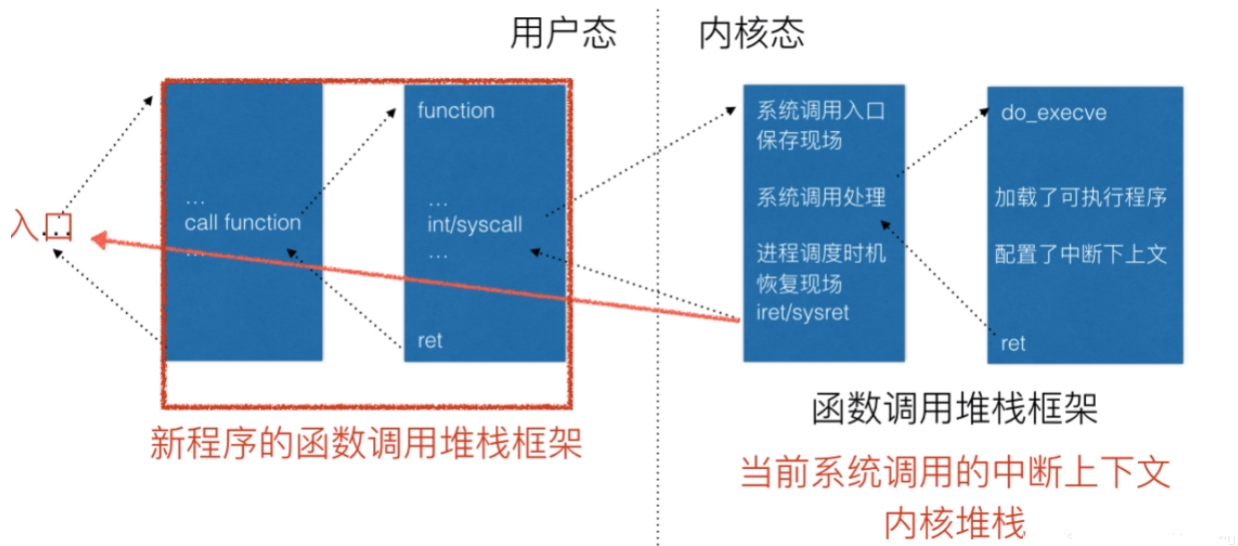 用户态
内核态
入口
...
...
call function
...
function
...
int/syscall
...
ret
系统调用入口
保存现场
系统调用处理
进程调度时机
恢复现场
iret/sysret
do_execve
加载了可执行程序
配置了中断下上文
ret
新程序的函数调用堆栈框架
函数调用堆栈框架
当前系统调用的中断上下文
内核堆栈